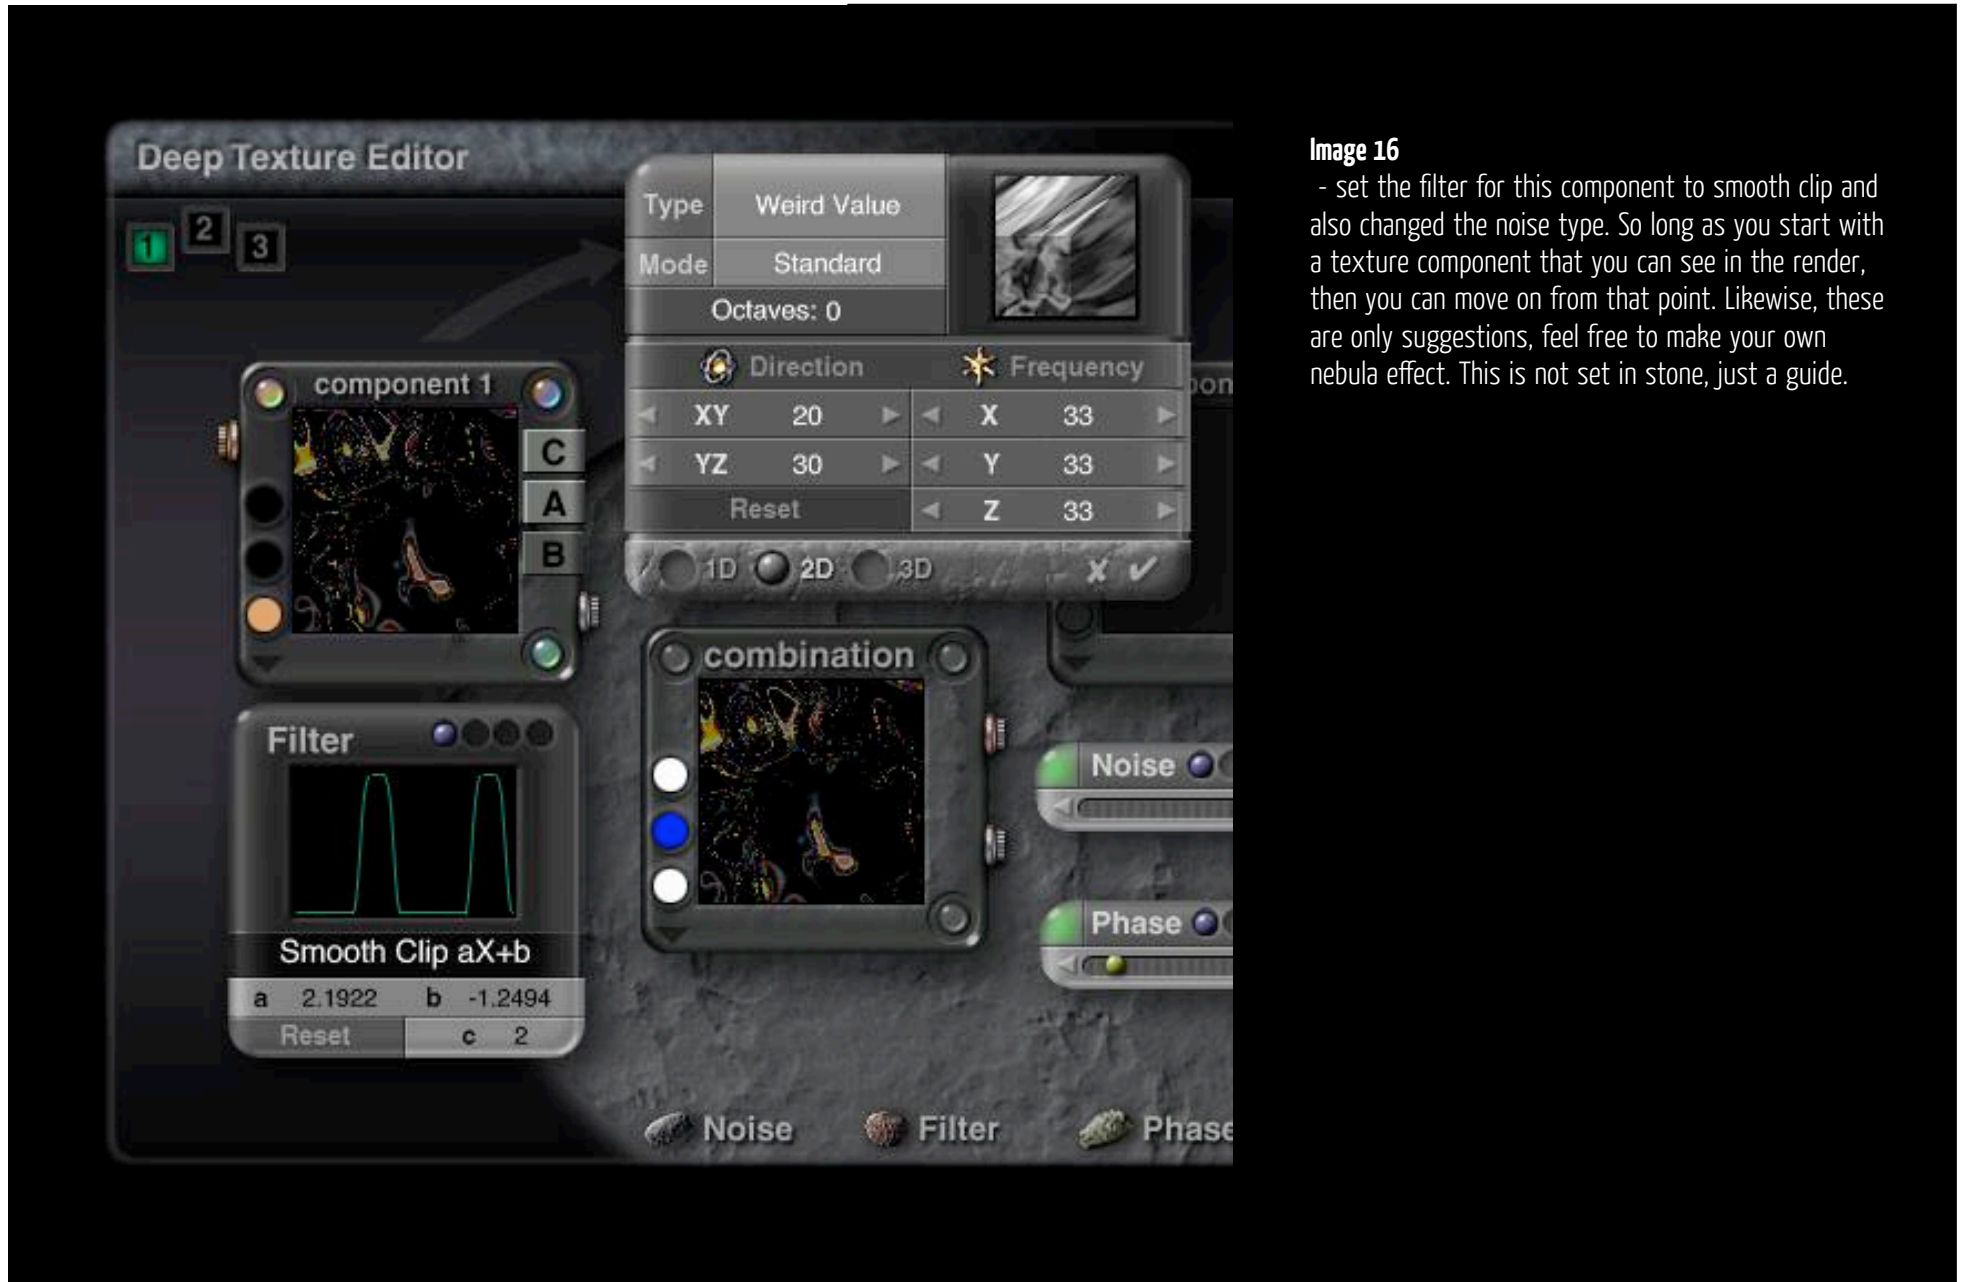 Deep Texture Editor
1 2 3
Type Weird Value
Mode Standard
Octaves: 0
Direction Frequency
XY 20 X 33
YZ 30 Y 33
Reset Z 33
1D 2D 3D
component 1
C
A
B
combination
Filter
Smooth Clip aX+b
a 2.1922 b -1.2494
Reset c 2
Noise
Phase
Noise Filter Phase
Image 16
- set the filter for this component to smooth clip and
also changed the noise type. So long as you start with
a texture component that you can see in the render,
then you can move on from that point. Likewise, these
are only suggestions, feel free to make your own
nebula effect. This is not set in stone, just a guide.